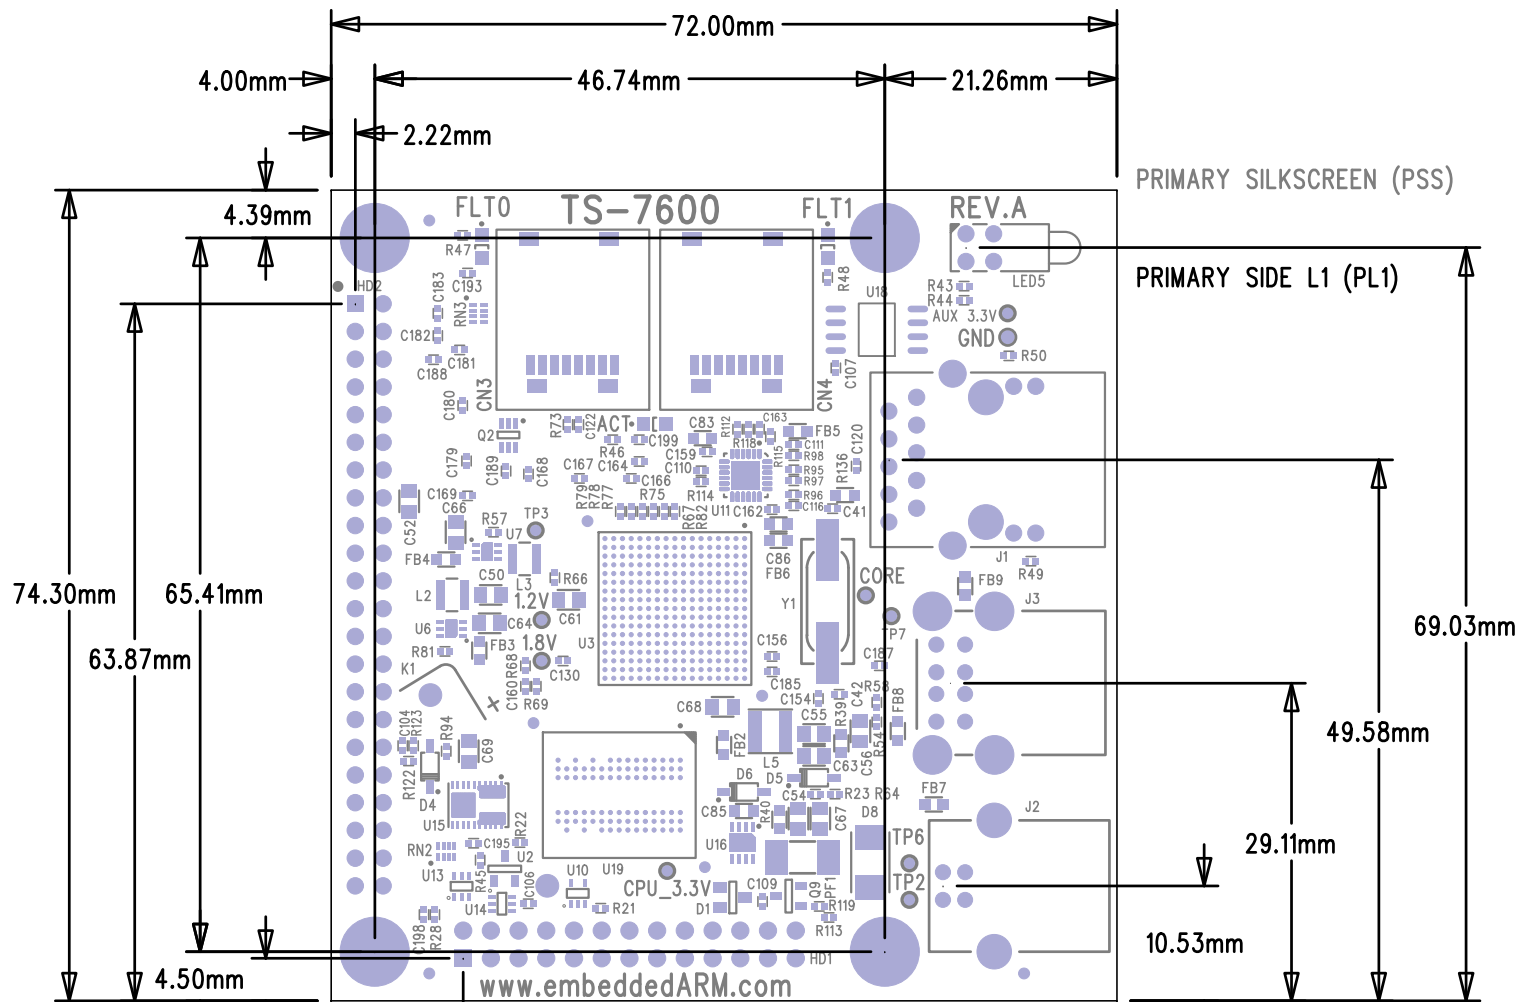 72.00mm
4.00mm
46.74mm
21.26mm
2.22mm
4.39mm
PRIMARY SILKSCREEN (PSS)
PRIMARY SIDE L1 (PL1)
FLT0
TS-7600
FLT1
REV.A
R47
C193
HD2
C183
RN3
C182
C181
C188
C180
CN3
CN4
R48
U18
C107
LED5
R43
R44
AUX 3.3V
GND
R50
Q2
R73
C122
ACT
R46
C199
C164
C83
C159
C110
R112
R118
C163
R115
FB5
C111
R98
R95
R97
R96
C116
C120
R136
C41
C179
C189
C168
C167
C166
R114
U11
C162
C169
C66
C52
R57
TP3
U7
R79
R78
R77
R75
R67
R82
C86
FB6
FB4
C50
L3
R66
L2
1.2V
C61
U6
C64
R81
FB3
1.8V
U3
R68
C130
K1
+
C160
R69
Y1
CORE
TP7
C187
C156
C185
C154
R39
C42
R58
FB8
J1
R49
FB9
J3
C104
R123
R94
C69
R122
D4
U15
C68
FB2
L5
C55
C63
C56
R54
D5
D6
C54
R23
R64
C85
R40
C67
D8
FB7
J2
RN2
U13
C195
R22
U2
R45
U14
C106
U10
U19
R21
CPU_3.3V
U16
D1
C109
Q9
PF1
R119
R113
TP6
TP2
C198
R28
HD1
www.embeddedARM.com
74.30mm
65.41mm
63.87mm
4.50mm
69.03mm
49.58mm
29.11mm
10.53mm